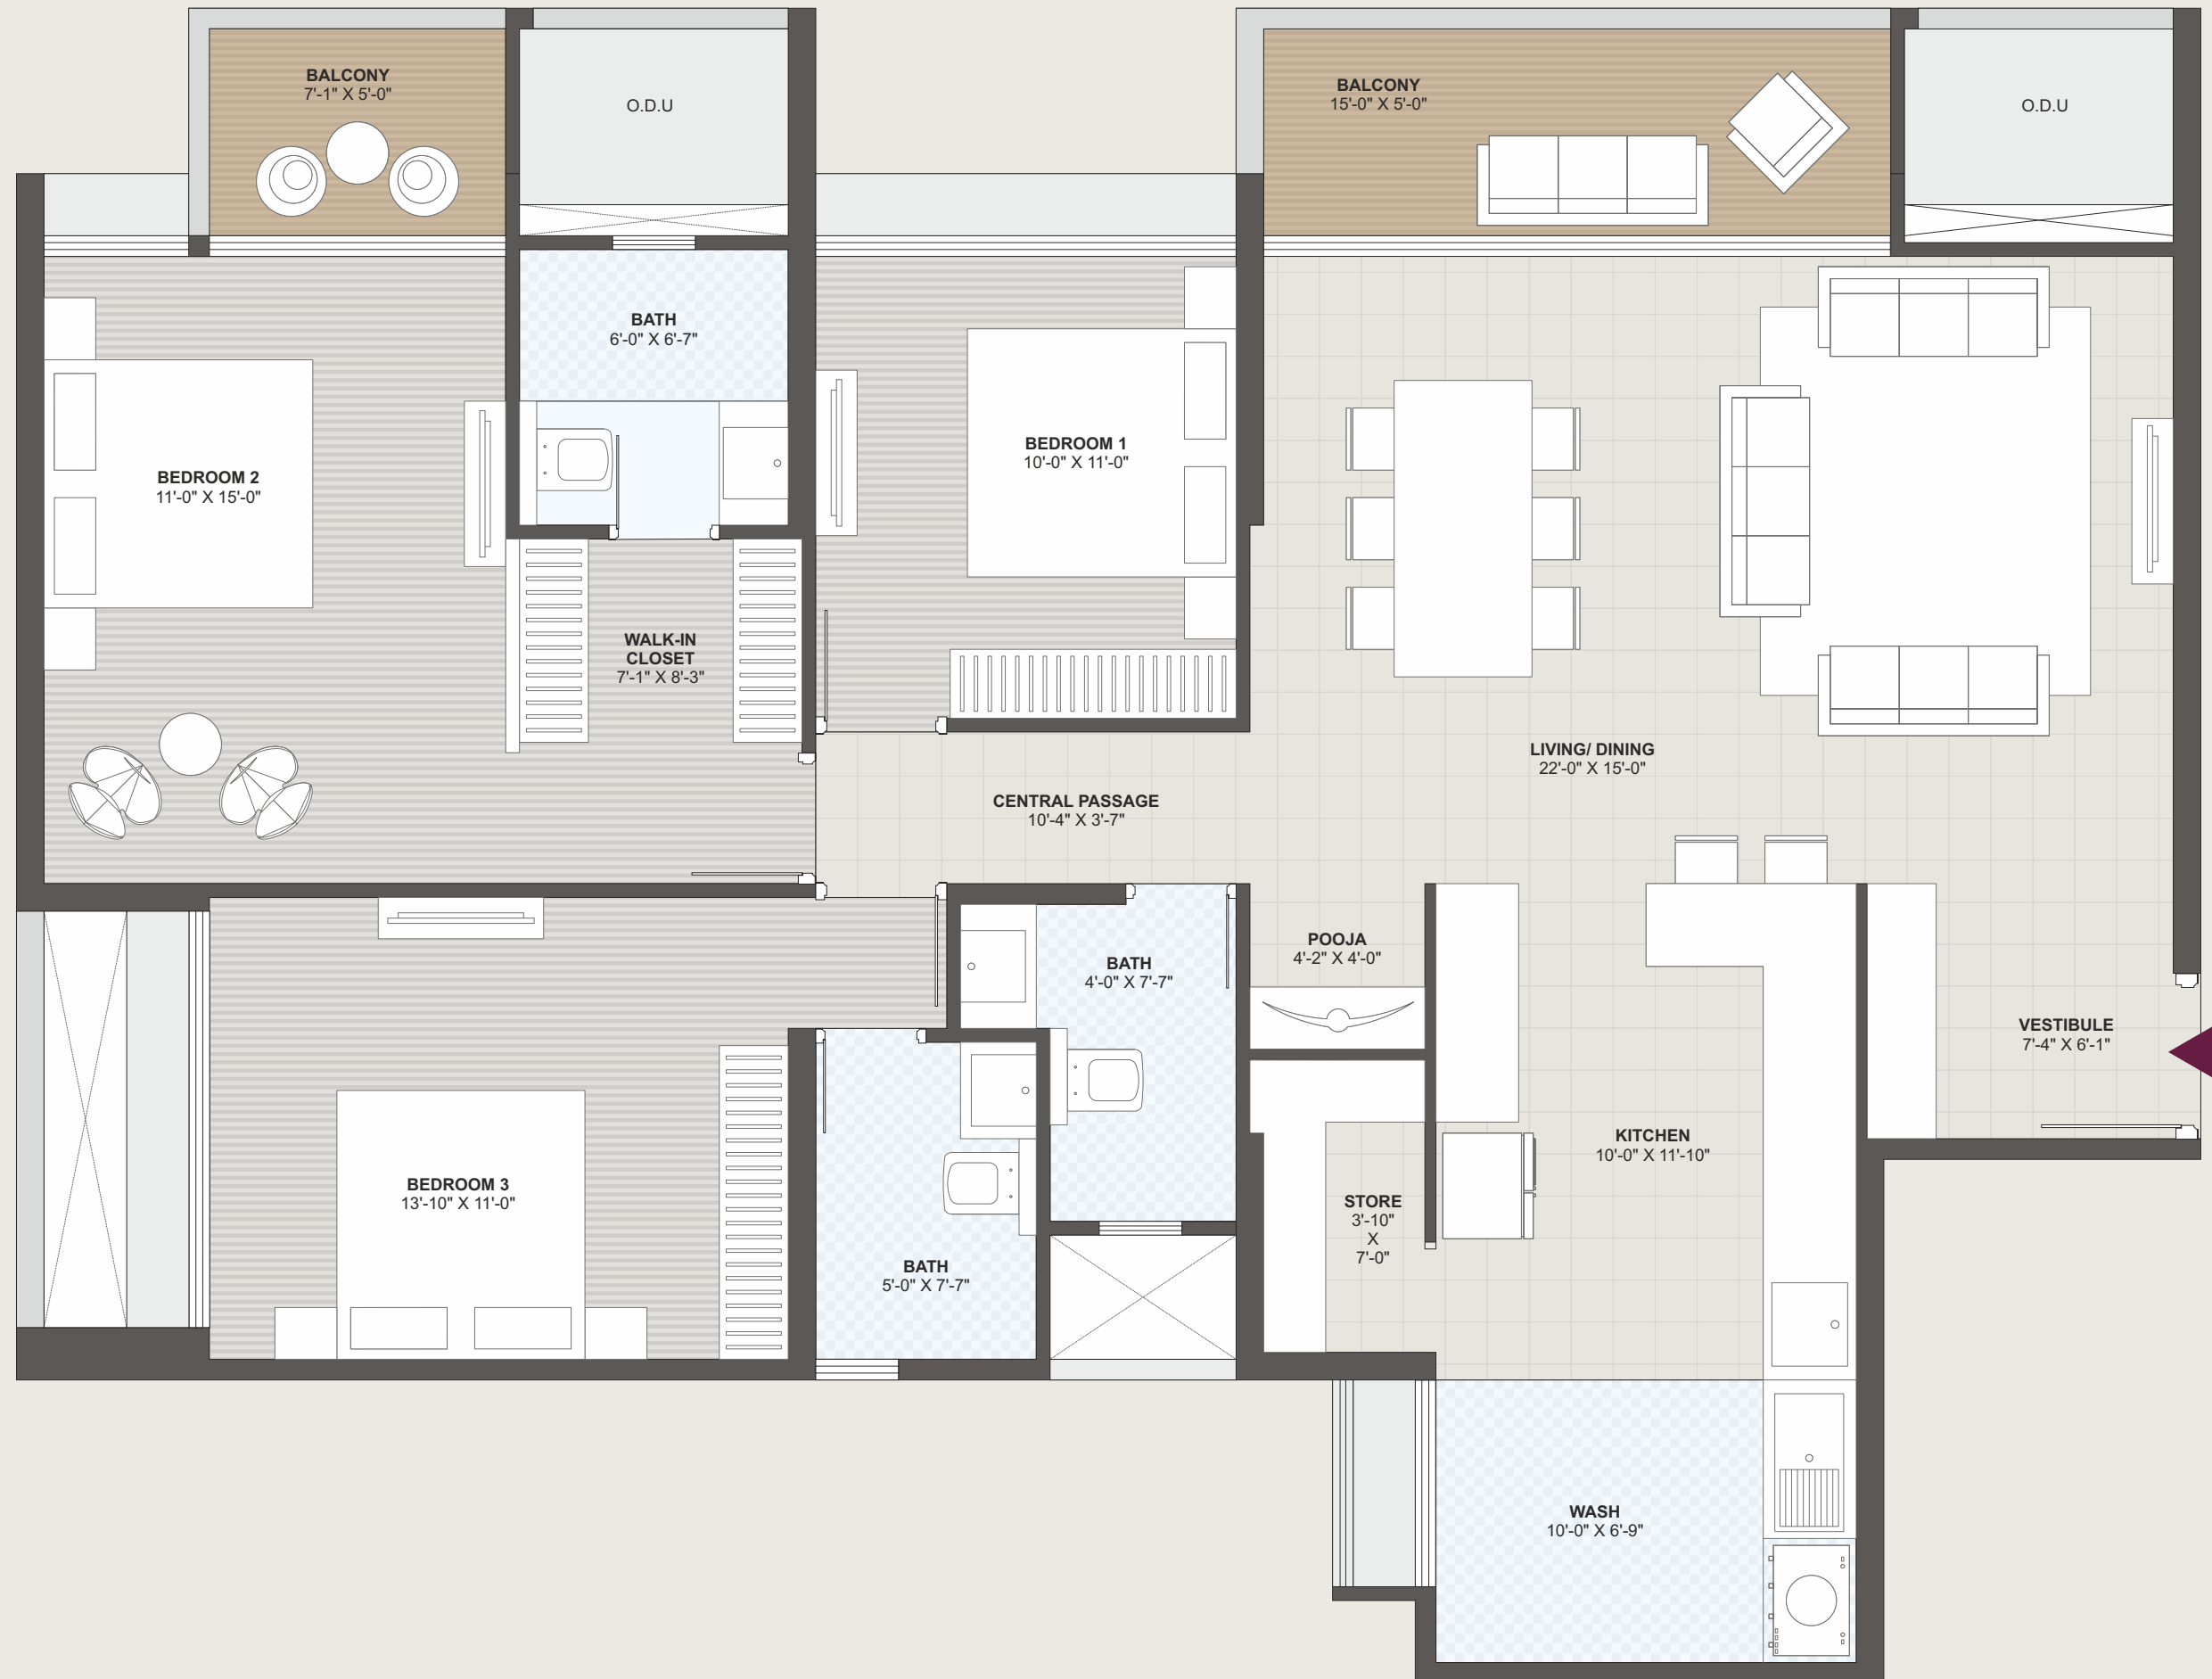 BALCONY
7'-1" X 5'-0"
O.D.U
BALCONY
15'-0" X 5'-0"
O.D.U
BATH
6'-0" X 6'-7"
BEDROOM 1
10'-0" X 11'-0"
BEDROOM 2
11'-0" X 15'-0"
WALK-IN
CLOSET
7'-1" X 8'-3"
LIVING/ DINING
22'-0" X 15'-0"
CENTRAL PASSAGE
10'-4" X 3'-7"
POOJA
4'-2" X 4'-0"
BATH
4'-0" X 7'-7"
VESTIBULE
7'-4" X 6'-1"
KITCHEN
10'-0" X 11'-10"
BEDROOM 3
13'-10" X 11'-0"
STORE
3'-10"
X
7'-0"
BATH
5'-0" X 7'-7"
WASH
10'-0" X 6'-9"